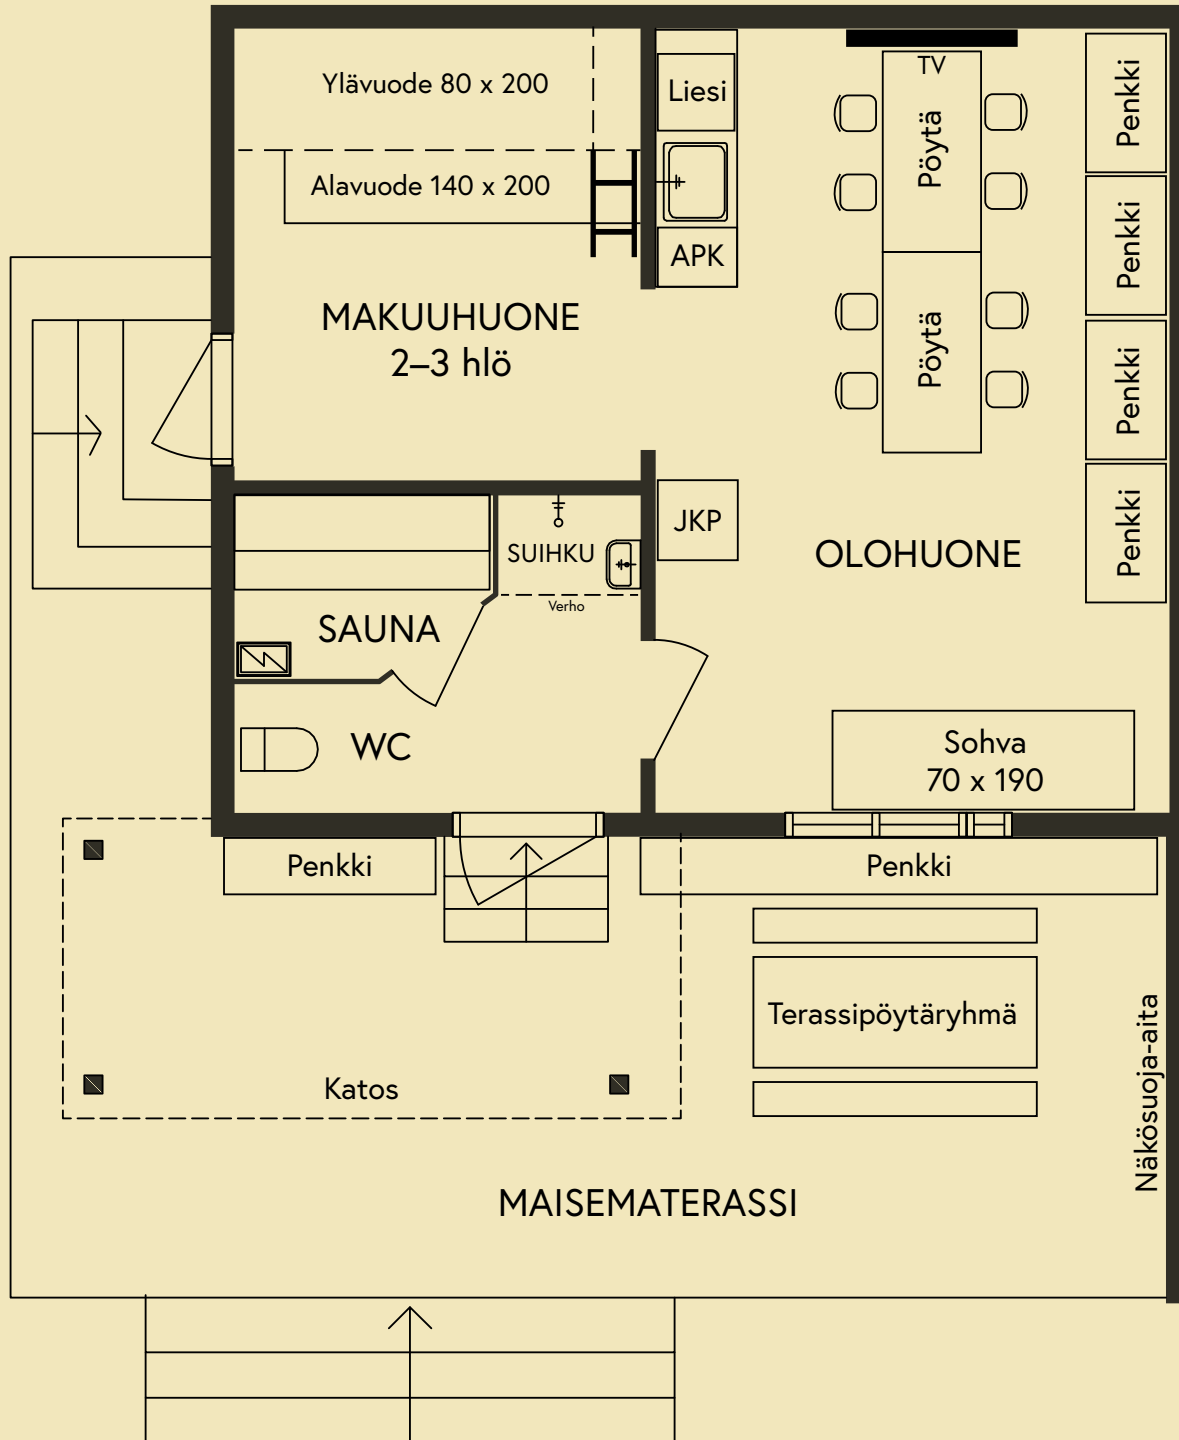 Ylävuode 80 x 200
Alavuode 140 x 200
MAKUUHUONE
2–3 hlö
Liesi
APK
TV
Pöytä
Pöytä
Penkki
Penkki
Penkki
Penkki
JKP
OLOHUONE
SUIHKU
Verho
SAUNA
WC
Sohva
70 x 190
Penkki
Penkki
Terassipöytäryhmä
Näkösuoja-aita
Katos
MAISEMATERASSI